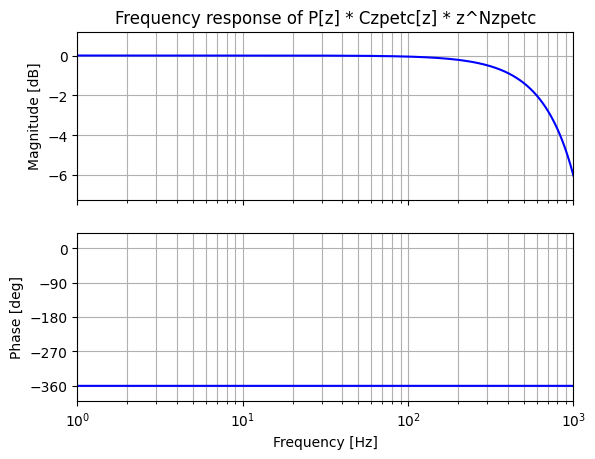 Frequency response of P[z] * Czpetc[z] * z^Nzpetc
0
−2
−4
−6
Magnitude [dB]
0
−90
−180
−270
−360
Phase [deg]
10^0 10^1 10^2 10^3
Frequency [Hz]